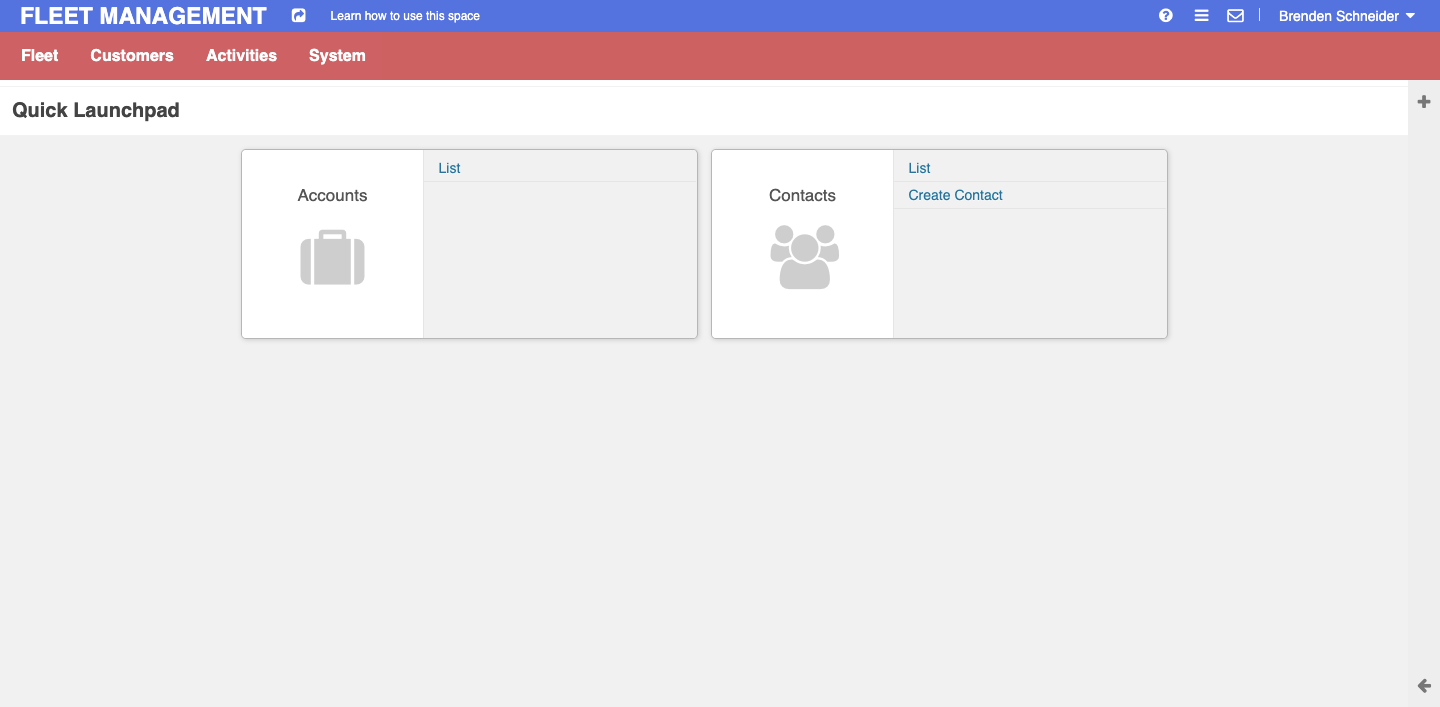 FLEET MANAGEMENT Learn how to use this space Brenden Schneider
Fleet Customers Activities System
Quick Launchpad
Accounts
List
Contacts
List
Create Contact